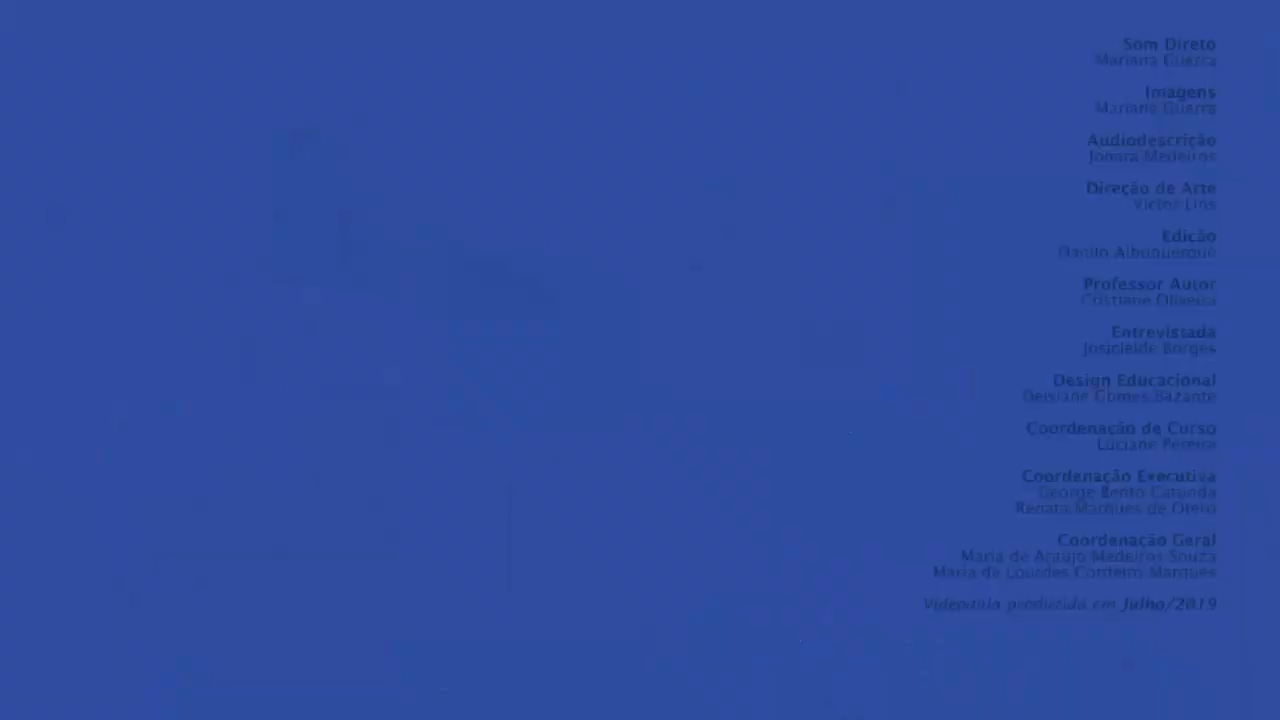 Som Direto
Mariana Guerra
Imagens
Mariana Guerra
Audiodescrição
Jonara Medeiros
Direção de Arte
Victor Lins
Edição
Danilo Albuquerque
Professor Autor
Cristiane Oliveira
Entrevistada
Josicleide Borges
Design Educacional
Deisiane Gomes Bazante
Coordenação de Curso
Luciane Pereira
Coordenação Executiva
George Bento Catunda
Renata Marques de Otero
Coordenação Geral
Maria de Araújo Medeiros Souza
Maria de Lourdes Cordeiro Marques
Videoaula produzida em Julho/2019